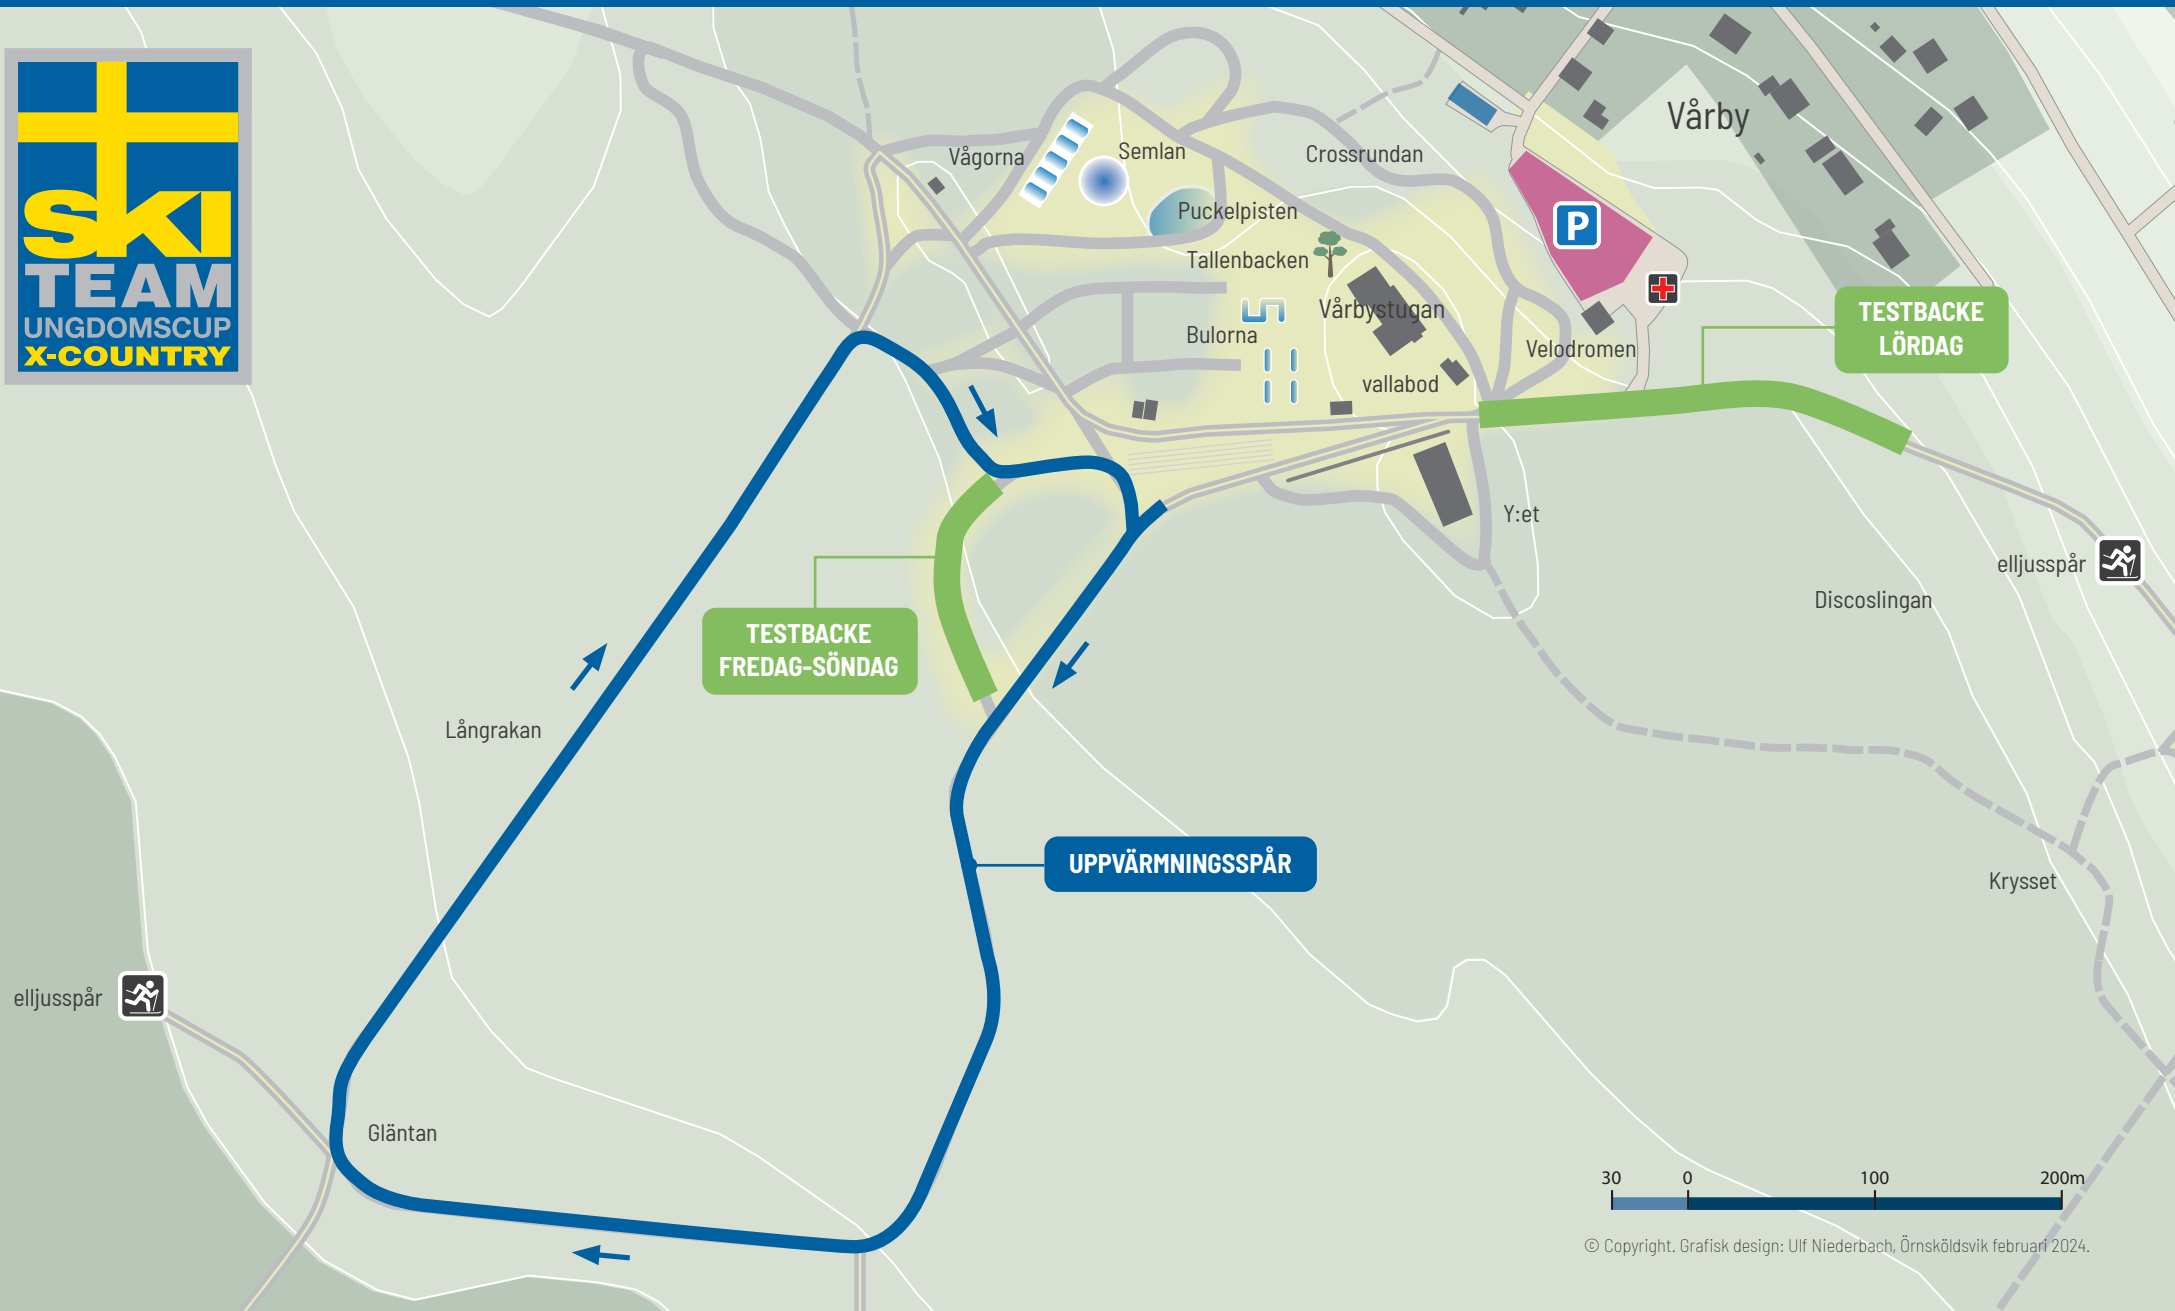 SKI
TEAM
UNGDOMSCUP
X-COUNTRY
Vårby
Vågorna
Semlan
Crossrundan
Puckelpisten
P
Tallenbacken
Vårbystugan
Bulorna
Velodromen
vallabod
TESTBACKE
LÖRDAG
Y:et
elljusspår
Discoslingan
TESTBACKE
FREDAG-SÖNDAG
Långrakan
UPPVÄRMNINGSSPÅR
Krysset
elljusspår
Gläntan
30 0 100 200m
© Copyright. Grafisk design: Ulf Niederbach, Örnsköldsvik februari 2024.